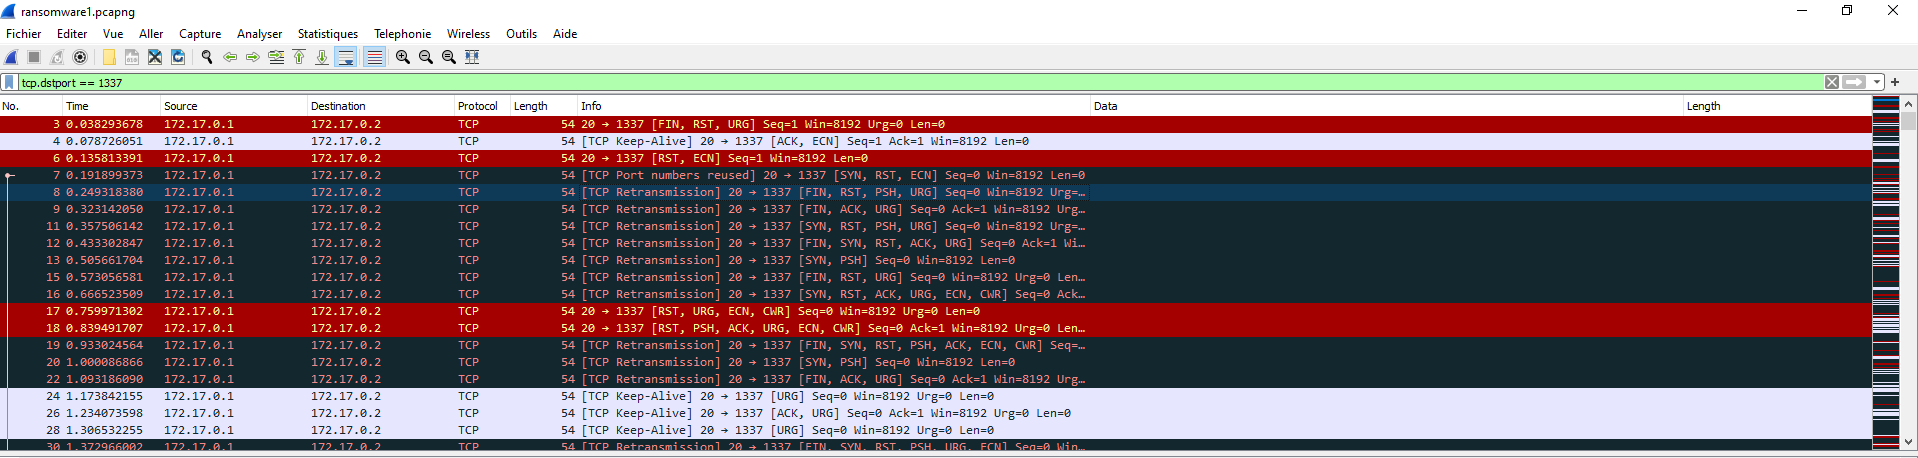 ransomware1.pcapng
Fichier Editer Vue Aller Capture Analyser Statistiques Telephonie Wireless Outils Aide
tcp.dstport == 1337
No. Time Source Destination Protocol Length Info Data Length
3 0.038293678 172.17.0.1 172.17.0.2 TCP 54 20 → 1337 [FIN, RST, URG] Seq=1 Win=8192 Urg=0 Len=0
4 0.078726051 172.17.0.1 172.17.0.2 TCP 54 [TCP Keep-Alive] 20 → 1337 [ACK, ECN] Seq=1 Ack=1 Win=8192 Len=0
6 0.135813391 172.17.0.1 172.17.0.2 TCP 54 20 → 1337 [RST, ECN] Seq=1 Win=8192 Len=0
7 0.191899373 172.17.0.1 172.17.0.2 TCP 54 [TCP Port numbers reused] 20 → 1337 [SYN, RST, ECN] Seq=0 Win=8192 Len=0
8 0.249318380 172.17.0.1 172.17.0.2 TCP 54 [TCP Retransmission] 20 → 1337 [FIN, RST, PSH, URG] Seq=0 Win=8192 Urg=…
9 0.323142050 172.17.0.1 172.17.0.2 TCP 54 [TCP Retransmission] 20 → 1337 [FIN, ACK, URG] Seq=0 Ack=1 Win=8192 Urg…
11 0.357506142 172.17.0.1 172.17.0.2 TCP 54 [TCP Retransmission] 20 → 1337 [SYN, RST, PSH, URG] Seq=0 Win=8192 Urg=…
12 0.433302847 172.17.0.1 172.17.0.2 TCP 54 [TCP Retransmission] 20 → 1337 [FIN, SYN, RST, ACK, URG] Seq=0 Ack=1 Wi…
13 0.505661704 172.17.0.1 172.17.0.2 TCP 54 [TCP Retransmission] 20 → 1337 [SYN, PSH] Seq=0 Win=8192 Len=0
15 0.573056581 172.17.0.1 172.17.0.2 TCP 54 [TCP Retransmission] 20 → 1337 [FIN, RST, URG] Seq=0 Win=8192 Urg=0 Len…
16 0.666523509 172.17.0.1 172.17.0.2 TCP 54 [TCP Retransmission] 20 → 1337 [SYN, RST, ACK, URG, ECN, CWR] Seq=0 Ack…
17 0.759971302 172.17.0.1 172.17.0.2 TCP 54 20 → 1337 [RST, URG, ECN, CWR] Seq=0 Win=8192 Urg=0 Len=0
18 0.839491707 172.17.0.1 172.17.0.2 TCP 54 20 → 1337 [RST, PSH, ACK, URG, ECN, CWR] Seq=0 Ack=1 Win=8192 Urg=0 Len…
19 0.933024564 172.17.0.1 172.17.0.2 TCP 54 [TCP Retransmission] 20 → 1337 [FIN, SYN, RST, PSH, ACK, ECN, CWR] Seq=…
20 1.000086866 172.17.0.1 172.17.0.2 TCP 54 [TCP Retransmission] 20 → 1337 [SYN, PSH] Seq=0 Win=8192 Len=0
22 1.093186090 172.17.0.1 172.17.0.2 TCP 54 [TCP Retransmission] 20 → 1337 [FIN, ACK, URG] Seq=0 Ack=1 Win=8192 Urg…
24 1.173842155 172.17.0.1 172.17.0.2 TCP 54 [TCP Keep-Alive] 20 → 1337 [URG] Seq=0 Win=8192 Urg=0 Len=0
26 1.234073598 172.17.0.1 172.17.0.2 TCP 54 [TCP Keep-Alive] 20 → 1337 [ACK, URG] Seq=0 Ack=1 Win=8192 Urg=0 Len=0
28 1.306532255 172.17.0.1 172.17.0.2 TCP 54 [TCP Keep-Alive] 20 → 1337 [URG] Seq=0 Win=8192 Urg=0 Len=0
30 1.372966002 172.17.0.1 172.17.0.2 TCP 54 [TCP Retransmission] 20 → 1337 [FIN, SYN, RST, PSH, URG, ECN] Seq=0 Win…